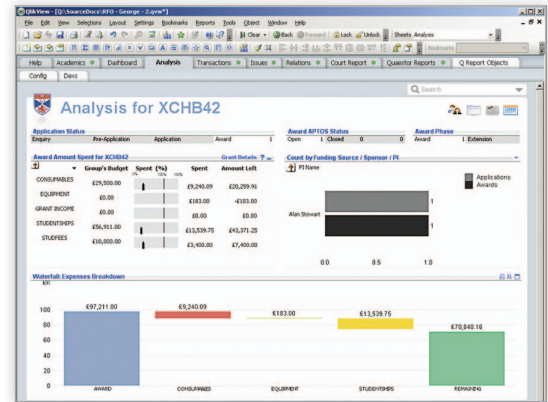 QlikView - [Q:\SourceDocs\RFO - George - 2.qvw*]
File Edit View Selections Layout Settings Bookmarks Reports Tools Object Window Help
Clear Back Forward Lock Unlock Sheets Analysis
Bookmarks
Help Academics Dashboard Analysis Transactions Issues Relations Court Report Quaestor Reports Q Report Objects
Config Devs
Search
Analysis for XCHB42
Application Status
Enquiry Pre-Application Application Award 1
Award APTOS Status
Open 1 Closed 0 0
Award Phase
Award 1 Extension
Award Amount Spent for XCHB42 Grant Details ?
Group's Budget Spent (%) Spent Amount Left
0% 100%
CONSUMABLES £29,500.00 £9,240.09 £20,259.91
EQUIPMENT £0.00 £183.00 -£183.00
GRANT INCOME £0.00 £0.00 £0.00
STUDENTSHIPS £56,911.00 £13,539.75 £43,371.25
STUDFEES £10,800.00 £3,400.00 £7,400.00
Count by Funding Source / Sponsor / PI
PI Name
Applications
Awards
Alan Stewart
1
1
0.0 0.5 1.0
Waterfall: Expenses Breakdown
£K
£97,211.00 £9,240.09 £183.00 £13,539.75 £70,848.16
100
80
60
40
20
0
AWARD CONSUMABLES EQUIPMENT STUDENTSHIPS REMAINING